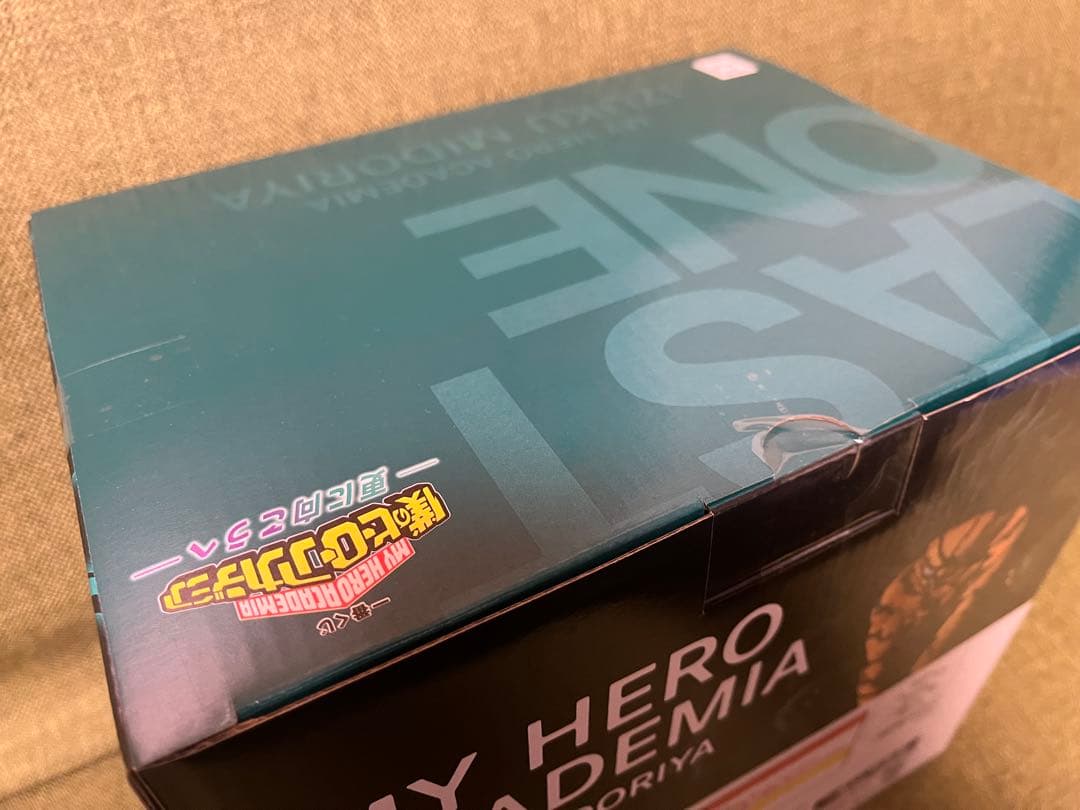 一番くじ
MY HERO ACADEMIA
僕のヒーローアカデミア
―更に向こうへ―
LAST
ONE
MY HERO ACADEMIA
IZUKU MIDORIYA
MY HERO
ADEMIA
ORIYA